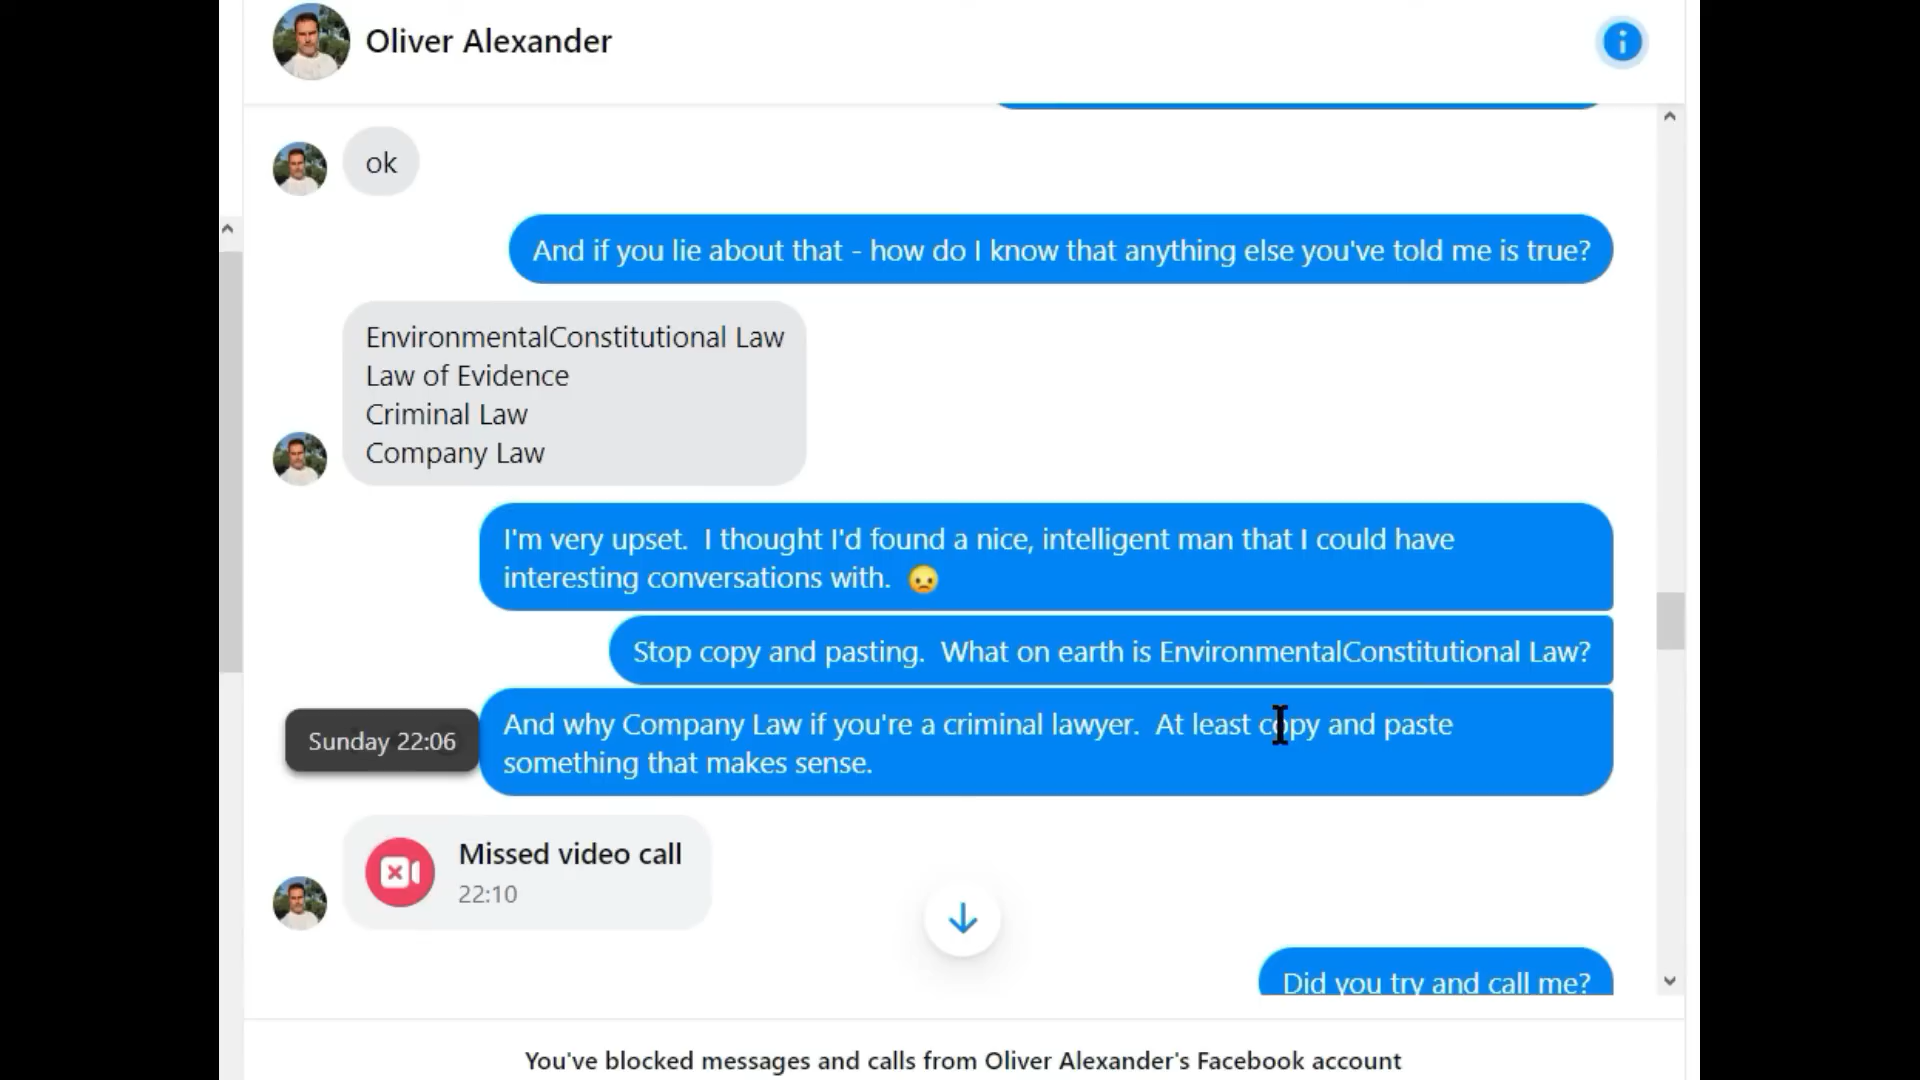 Oliver Alexander
ok
And if you lie about that - how do I know that anything else you've told me is true?
EnvironmentalConstitutional Law
Law of Evidence
Criminal Law
Company Law
I'm very upset.  I thought I'd found a nice, intelligent man that I could have
interesting conversations with. 😞
Stop copy and pasting.  What on earth is EnvironmentalConstitutional Law?
Sunday 22:06
And why Company Law if you're a criminal lawyer.  At least copy and paste
something that makes sense.
Missed video call
22:10
Did you try and call me?
You've blocked messages and calls from Oliver Alexander's Facebook account